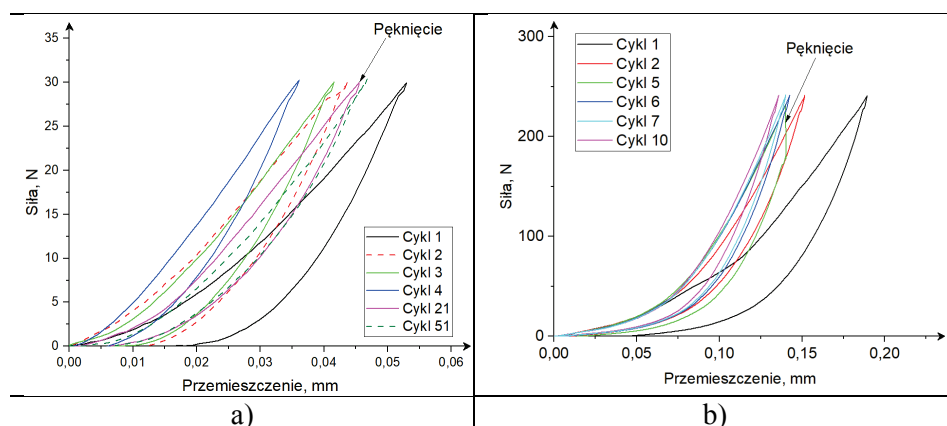 Pęknięcie
35
30
25
20
15
10
5
0
Siła, N
Cykl 1
Cykl 2
Cykl 3
Cykl 4
Cykl 21
Cykl 51
0,00 0,01 0,02 0,03 0,04 0,05 0,06
Przemieszczenie, mm
a)
300
200
100
0
Siła, N
Cykl 1
Cykl 2
Cykl 5
Cykl 6
Cykl 7
Cykl 10
Pęknięcie
0,00 0,05 0,10 0,15 0,20
Przemieszczenie, mm
b)